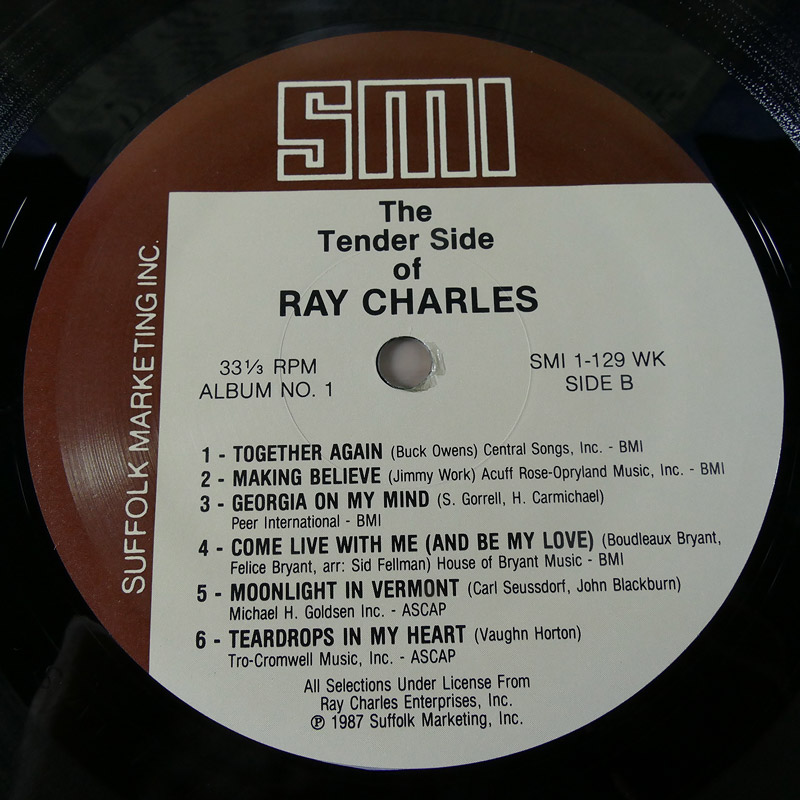 SMI
SUFFOLK MARKETING INC.
The
Tender Side
of
RAY CHARLES
33⅓ RPM
ALBUM NO. 1
SMI 1-129 WK
SIDE B
1 - TOGETHER AGAIN (Buck Owens) Central Songs, Inc. - BMI
2 - MAKING BELIEVE (Jimmy Work) Acuff Rose-Opryland Music, Inc. - BMI
3 - GEORGIA ON MY MIND (S. Gorrell, H. Carmichael)
Peer International - BMI
4 - COME LIVE WITH ME (AND BE MY LOVE) (Boudleaux Bryant,
Felice Bryant, arr: Sid Fellman) House of Bryant Music - BMI
5 - MOONLIGHT IN VERMONT (Carl Seussdorf, John Blackburn)
Michael H. Goldsen Inc. - ASCAP
6 - TEARDROPS IN MY HEART (Vaughn Horton)
Tro-Cromwell Music, Inc. - ASCAP
All Selections Under License From
Ray Charles Enterprises, Inc.
℗ 1987 Suffolk Marketing, Inc.